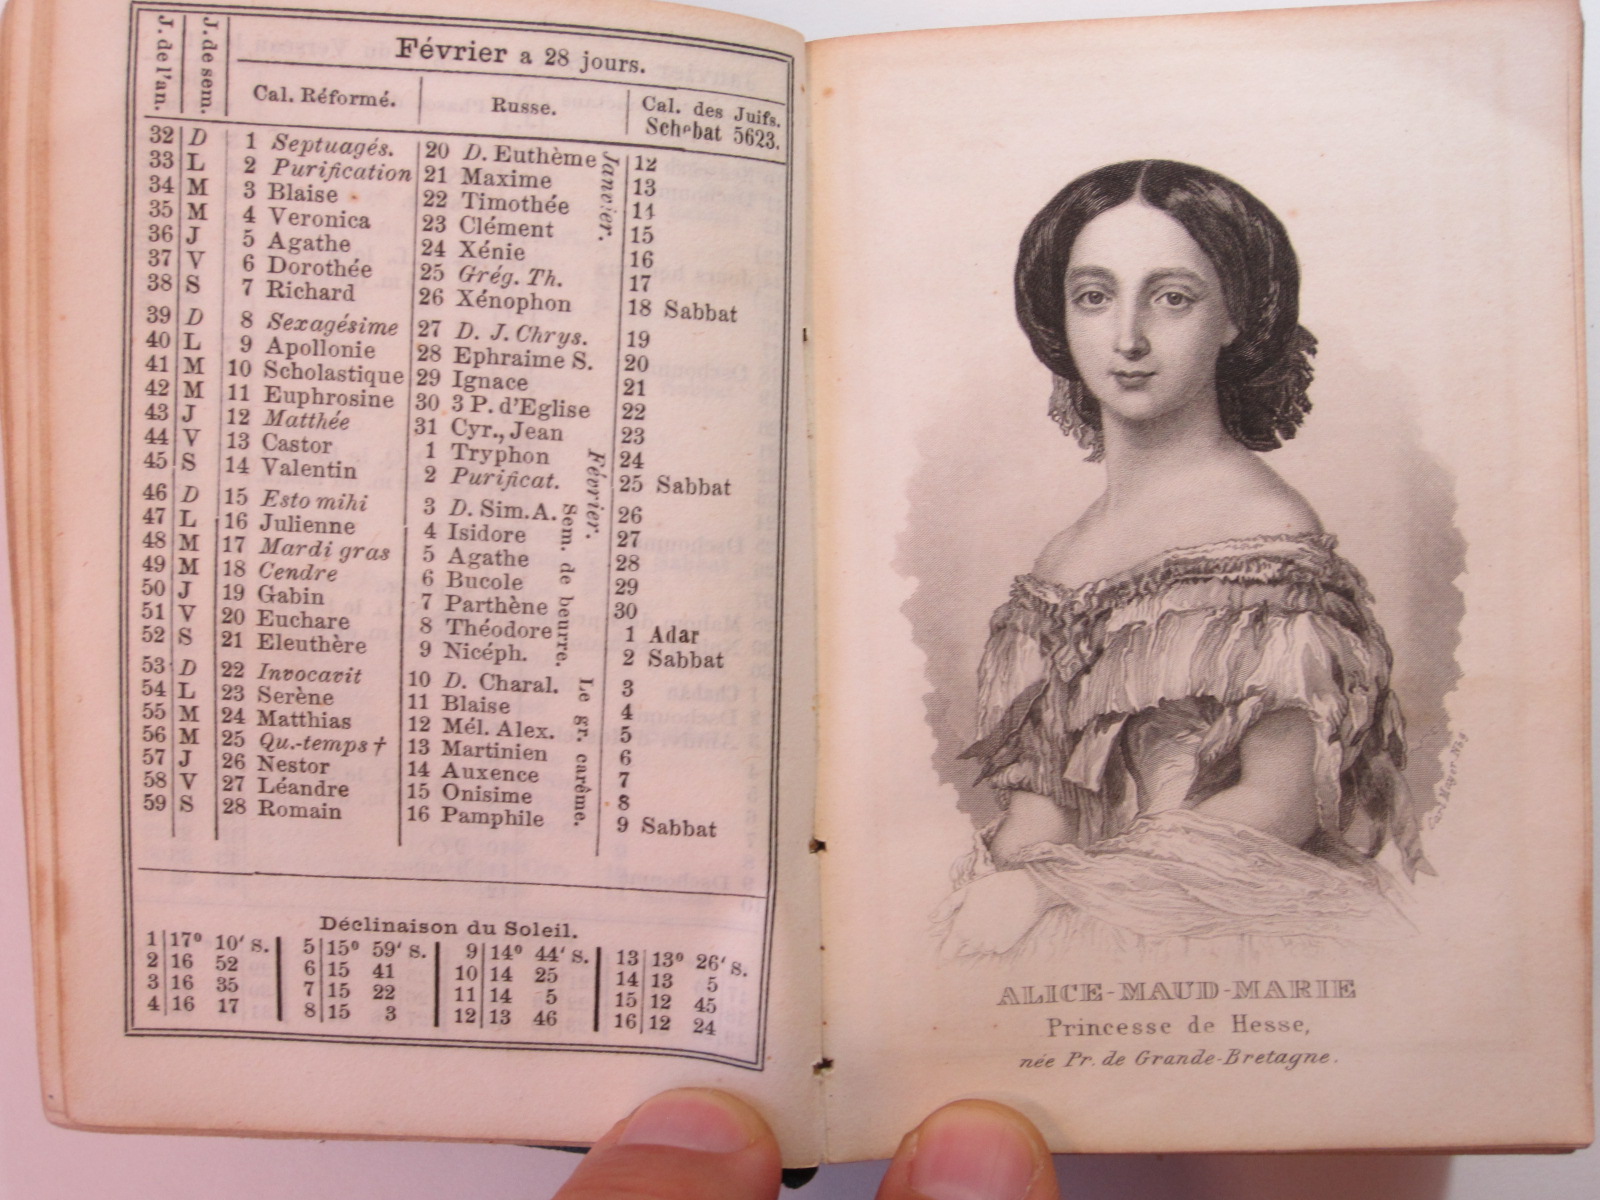 Février a 28 jours.
J. de l'an. J. de sem. Cal. Réformé. Russe. Cal. des Juifs. Schebat 5623.
32 D 1 Septuagés. 20 D. Euthème 12
33 L 2 Purification 21 Maxime 13
34 M 3 Blaise 22 Timothée 14
35 M 4 Veronica 23 Clément 15
36 J 5 Agathe 24 Xénie 16
37 V 6 Dorothée 25 Grég. Th. 17
38 S 7 Richard 26 Xénophon 18 Sabbat
39 D 8 Sexagésime 27 D. J. Chrys. 19
40 L 9 Apollonie 28 Ephraime S. 20
41 M 10 Scholastique 29 Ignace 21
42 M 11 Euphrosine 30 3 P. d'Eglise 22
43 J 12 Matthée 31 Cyr., Jean 23
44 V 13 Castor 1 Tryphon 24
45 S 14 Valentin 2 Purificat. 25 Sabbat
46 D 15 Esto mihi 3 D. Sim. A. 26
47 L 16 Julienne 4 Isidore 27
48 M 17 Mardi gras 5 Agathe 28
49 M 18 Cendre 6 Bucole 29
50 J 19 Gabin 7 Parthène 30
51 V 20 Euchare 8 Théodore 1 Adar
52 S 21 Eleuthère 9 Nicéph. 2 Sabbat
53 D 22 Invocavit 10 D. Charal. 3
54 L 23 Serène 11 Blaise 4
55 M 24 Matthias 12 Mél. Alex. 5
56 M 25 Qu.-temps † 13 Martinien 6
57 J 26 Nestor 14 Auxence 7
58 V 27 Léandre 15 Onisime 8
59 S 28 Romain 16 Pamphile 9 Sabbat
Janvier.
Février.
Sem. de beurre.
Le gr. carême.
Déclinaison du Soleil.
1 17° 10' S. 5 15° 59' S. 9 14° 44' S. 13 13° 26' S.
2 16 52 6 15 41 10 14 25 14 13 5
3 16 35 7 15 22 11 14 5 15 12 45
4 16 17 8 15 3 12 13 46 16 12 24
Carl Mayer Nbg
ALICE-MAUD-MARIE
Princesse de Hesse,
née Pr. de Grande-Bretagne.